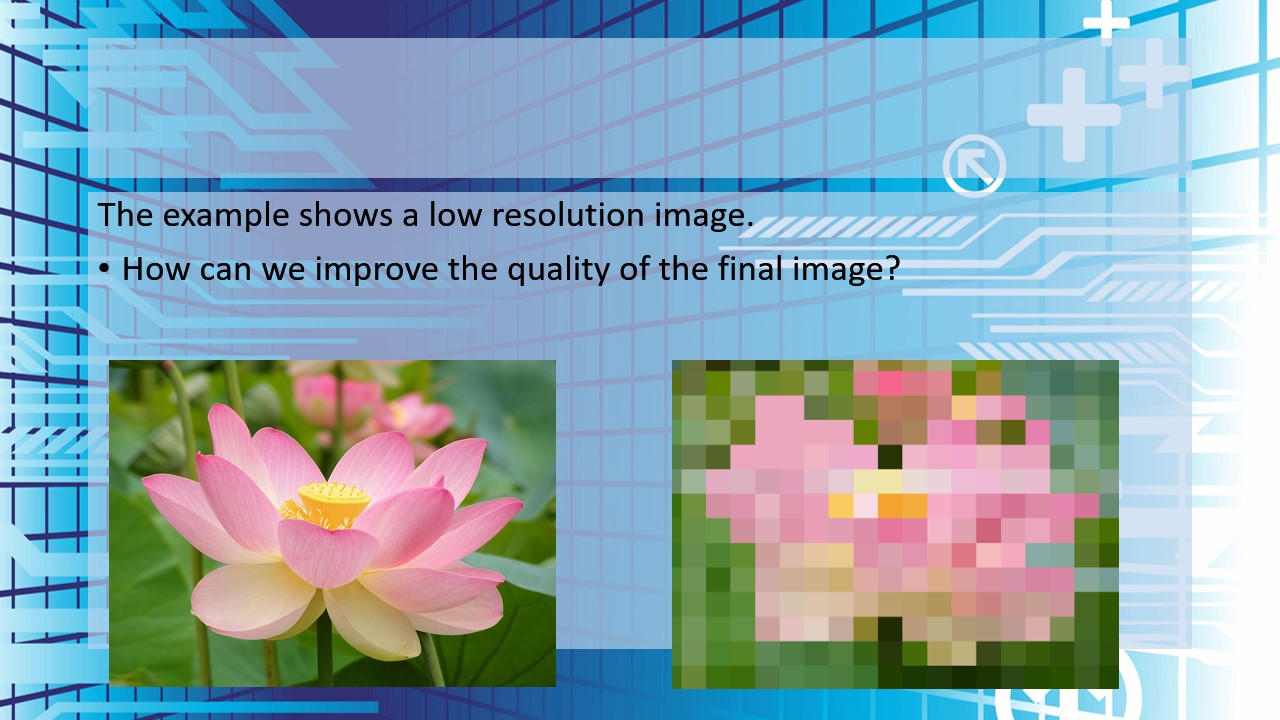 The example shows a low resolution image.
• How can we improve the quality of the final image?